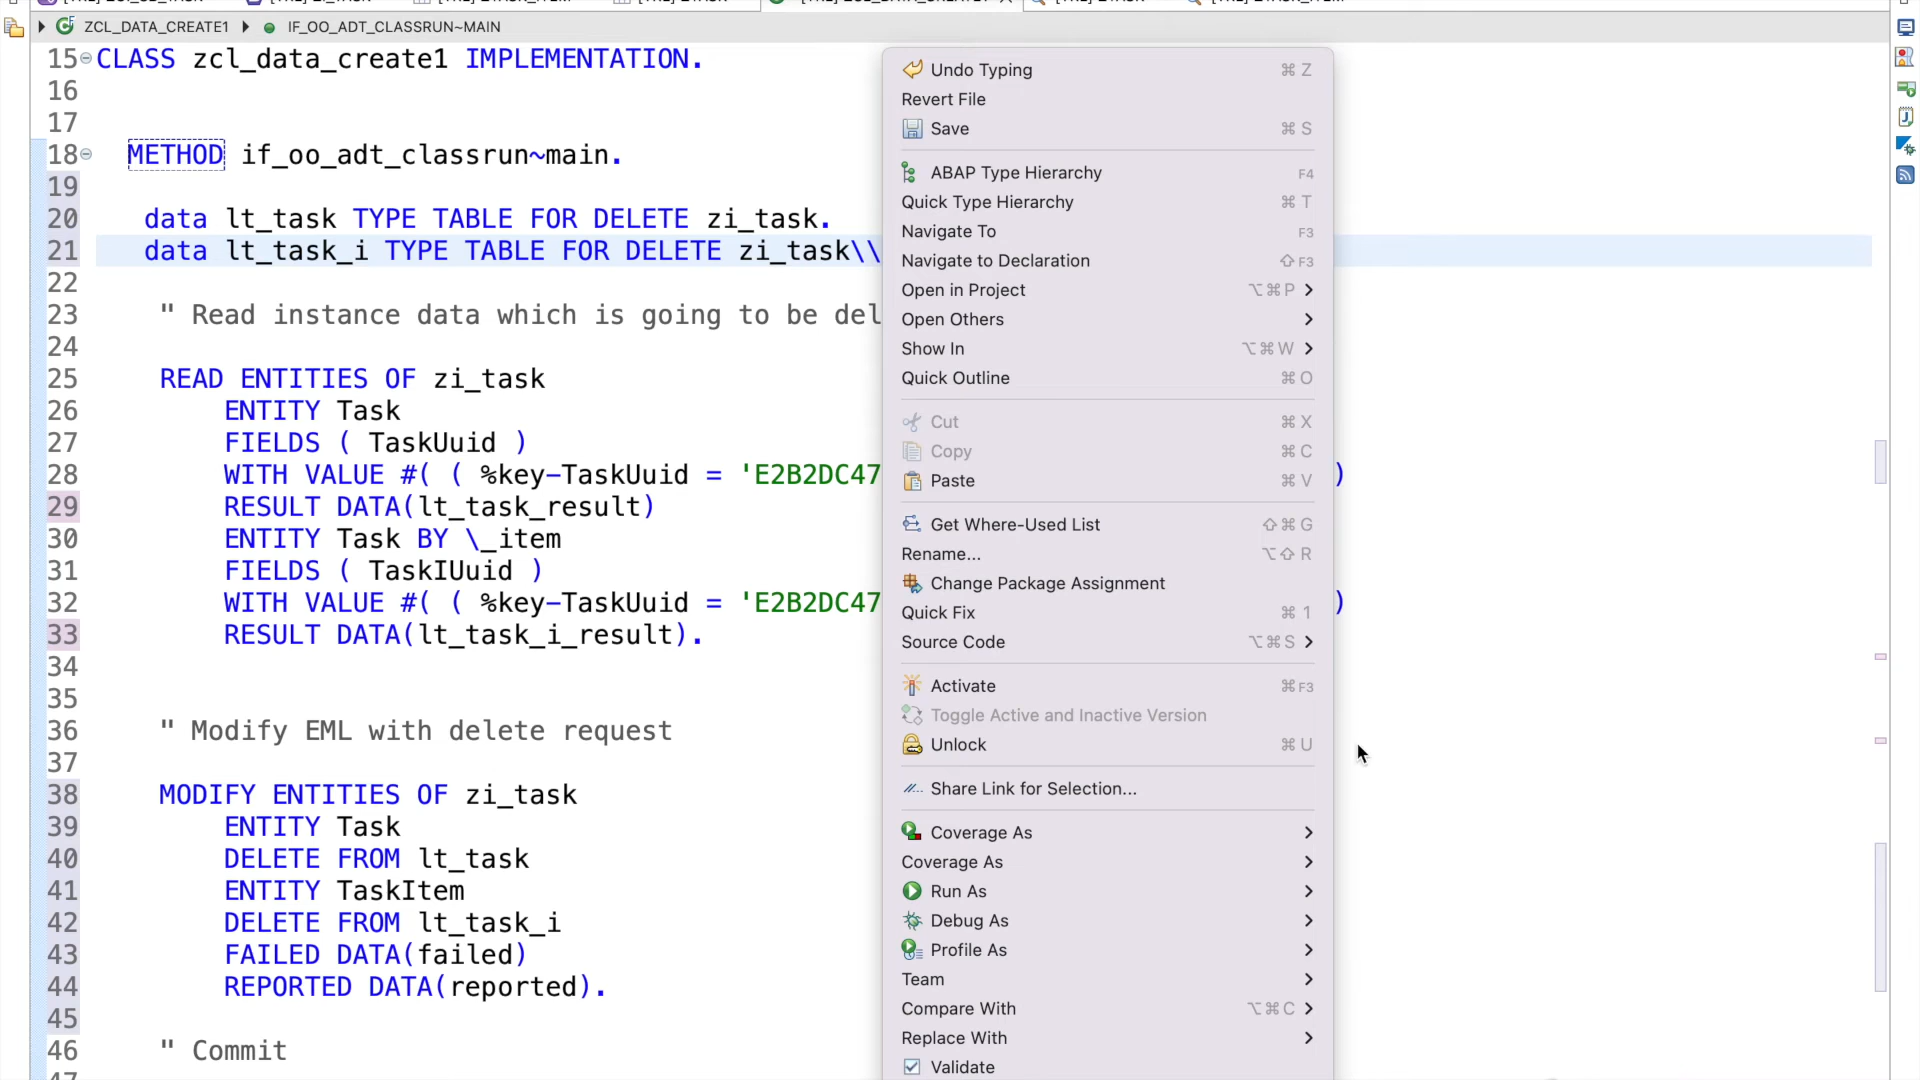 ZCL_DATA_CREATE1 IF_OO_ADT_CLASSRUN~MAIN
15 CLASS zcl_data_create1 IMPLEMENTATION.
16
17
18 METHOD if_oo_adt_classrun~main.
19
20 data lt_task TYPE TABLE FOR DELETE zi_task.
21 data lt_task_i TYPE TABLE FOR DELETE zi_task\\
22
23 " Read instance data which is going to be del
24
25 READ ENTITIES OF zi_task
26 ENTITY Task
27 FIELDS ( TaskUuid )
28 WITH VALUE #( ( %key-TaskUuid = 'E2B2DC47 )
29 RESULT DATA(lt_task_result)
30 ENTITY Task BY \_item
31 FIELDS ( TaskIUuid )
32 WITH VALUE #( ( %key-TaskUuid = 'E2B2DC47 )
33 RESULT DATA(lt_task_i_result).
34
35
36 " Modify EML with delete request
37
38 MODIFY ENTITIES OF zi_task
39 ENTITY Task
40 DELETE FROM lt_task
41 ENTITY TaskItem
42 DELETE FROM lt_task_i
43 FAILED DATA(failed)
44 REPORTED DATA(reported).
45
46 " Commit
Undo Typing ⌘ Z
Revert File
Save ⌘ S
ABAP Type Hierarchy F4
Quick Type Hierarchy ⌘ T
Navigate To F3
Navigate to Declaration ⇧ F3
Open in Project ⌥⌘P
Open Others
Show In ⌥⌘W
Quick Outline ⌘ O
Cut ⌘ X
Copy ⌘ C
Paste ⌘ V
Get Where-Used List ⇧⌘ G
Rename... ⌥⇧ R
Change Package Assignment
Quick Fix ⌘ 1
Source Code ⌥⌘S
Activate ⌘F3
Toggle Active and Inactive Version
Unlock ⌘ U
Share Link for Selection...
Coverage As
Coverage As
Run As
Debug As
Profile As
Team
Compare With ⌥⌘C
Replace With
Validate